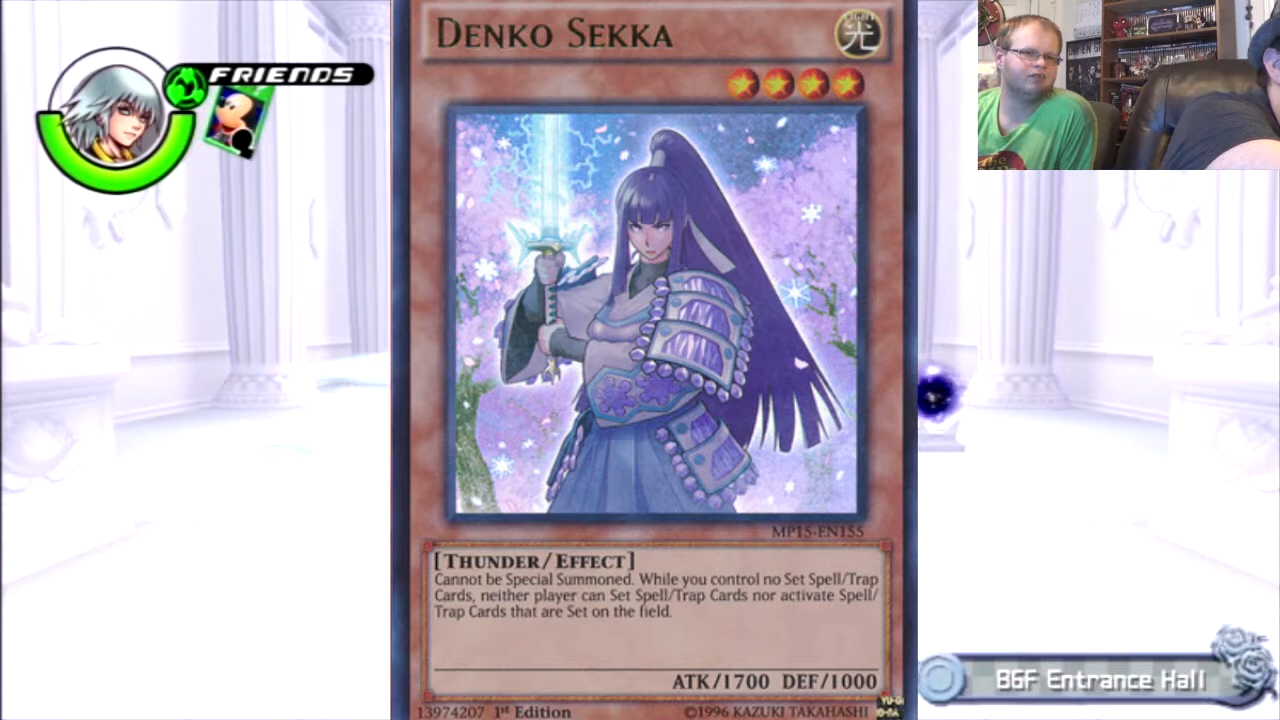 DENKO SEKKA
LIGHT
光
FRIENDS
The
MP15-EN155
[THUNDER/EFFECT]
Cannot be Special Summoned. While you control no Set Spell/Trap
Cards, neither player can Set Spell/Trap Cards nor activate Spell/
Trap Cards that are Set on the field.
ATK/1700 DEF/1000
13974207 1st Edition
©1996 KAZUKI TAKAHASHI
B6F Entrance Hall